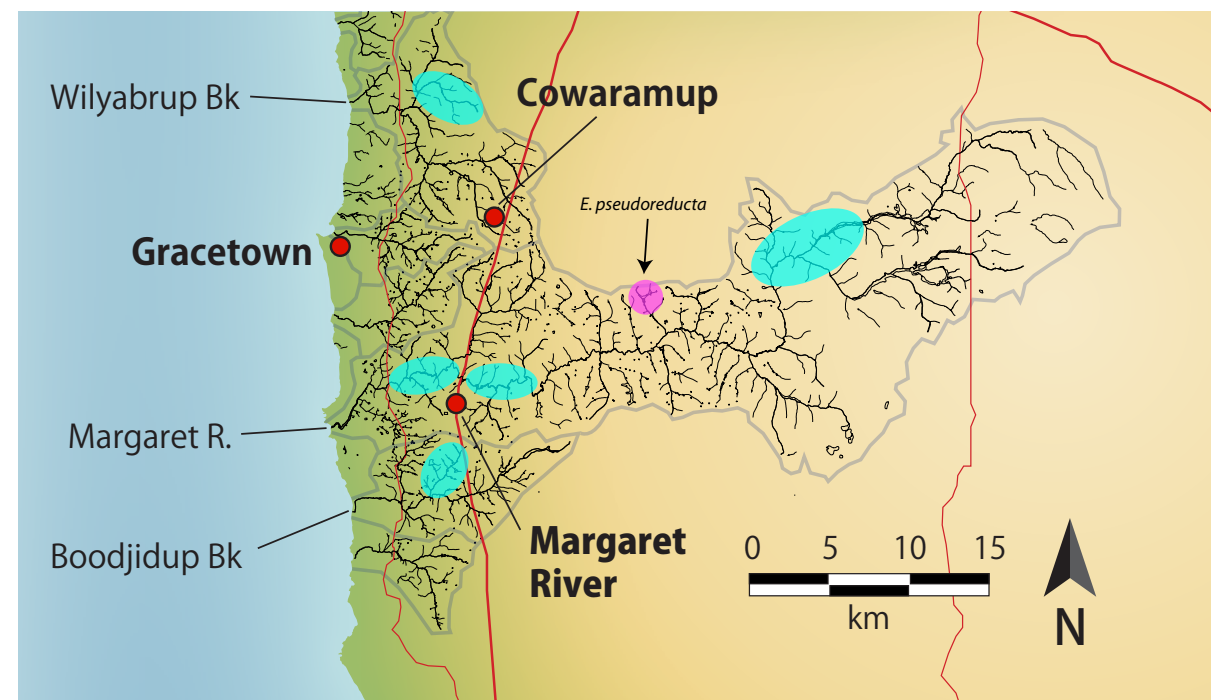 Wilyabrup Bk
Cowaramup
E. pseudoreducta
Gracetown
Margaret R.
Boodjidup Bk
Margaret
River
0 5 10 15
km
N